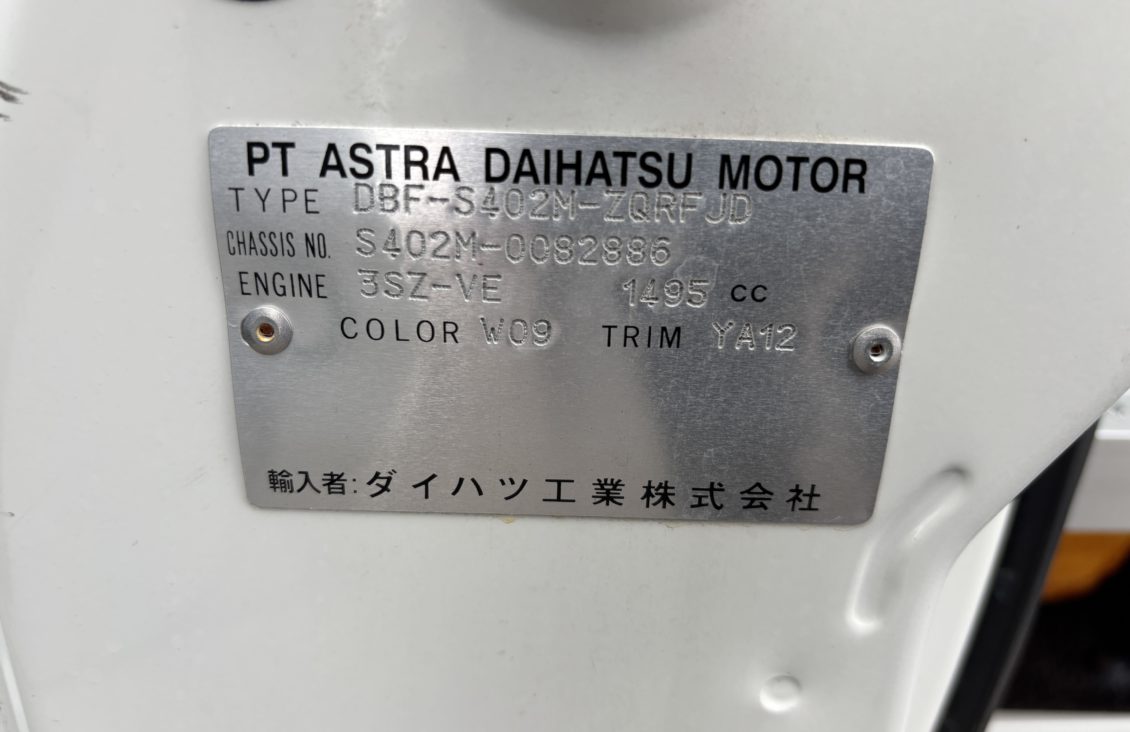 PT ASTRA DAIHATSU MOTOR
TYPE DBF-S402M-ZQRFJD
CHASSIS NO. S402M-0082886
ENGINE 3SZ-VE 1495 CC
COLOR W09 TRIM YA12
輸入者:ダイハツ工業株式会社